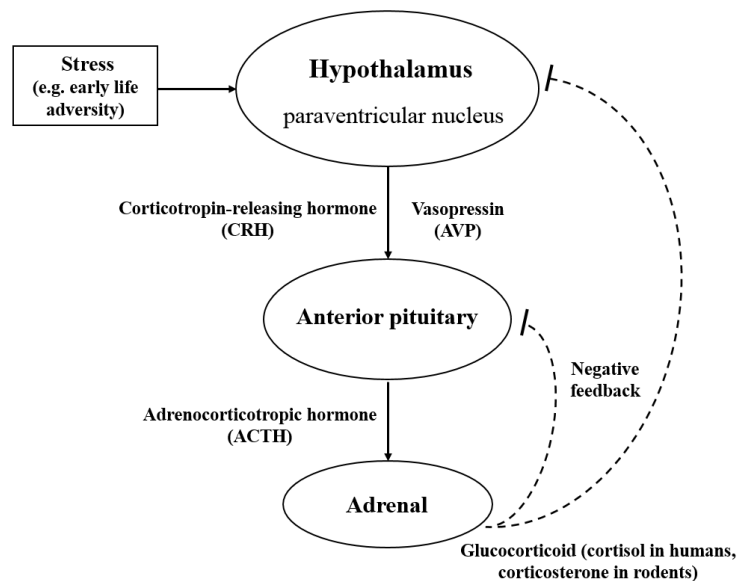 Stress
(e.g. early life
adversity)
Hypothalamus
paraventricular nucleus
Corticotropin-releasing hormone
(CRH)
Vasopressin
(AVP)
Anterior pituitary
Negative
feedback
Adrenocorticotropic hormone
(ACTH)
Adrenal
Glucocorticoid (cortisol in humans,
corticosterone in rodents)